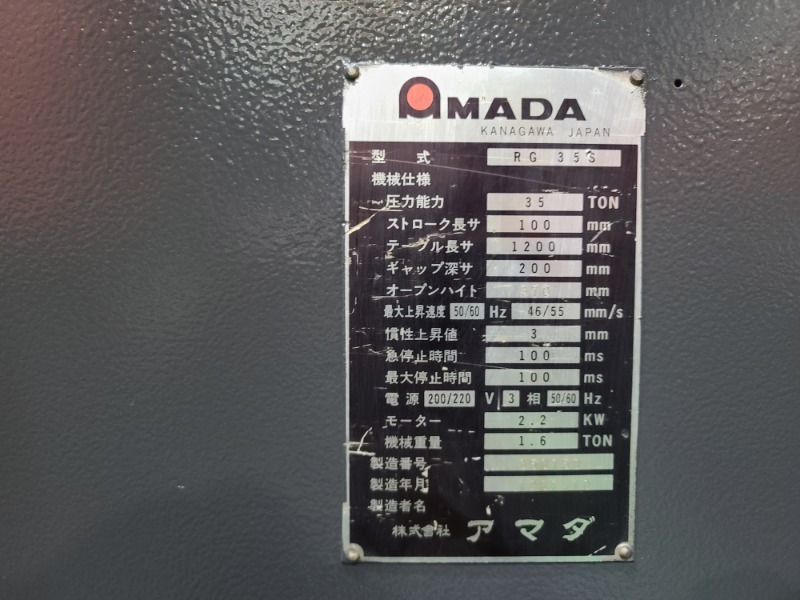 AMADA
KANAGAWA JAPAN
型式 RG 35S
機械仕様
圧力能力 35 TON
ストローク長サ 100 mm
テーブル長サ 1200 mm
ギャップ深サ 200 mm
オープンハイト mm
最大上昇速度 50/60 Hz 46/55 mm/s
慣性上昇値 3 mm
急停止時間 100 ms
最大停止時間 100 ms
電源 200/220 V 3 相 50/60 Hz
モーター 2.2 KW
機械重量 1.6 TON
製造番号
製造年月
製造者名
株式會社 アマダ